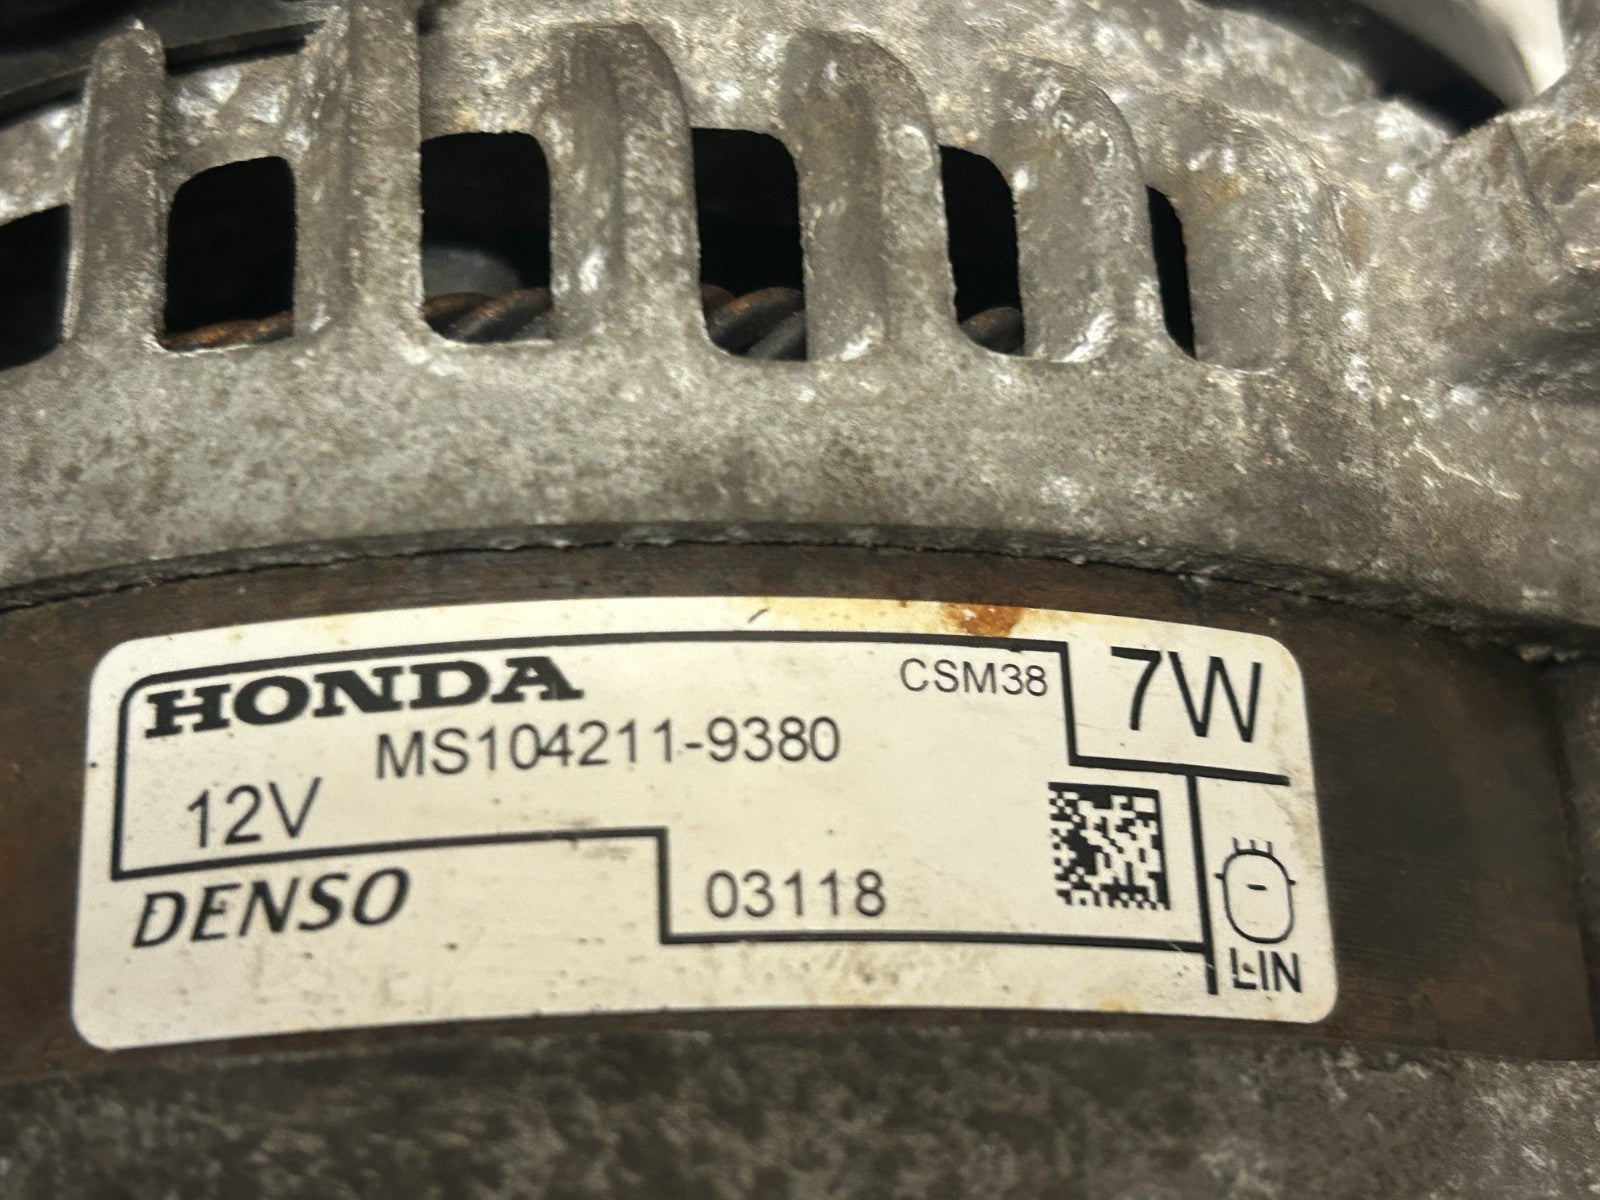 HONDA
CSM38
7W
MS104211-9380
12V
DENSO
03118
LIN